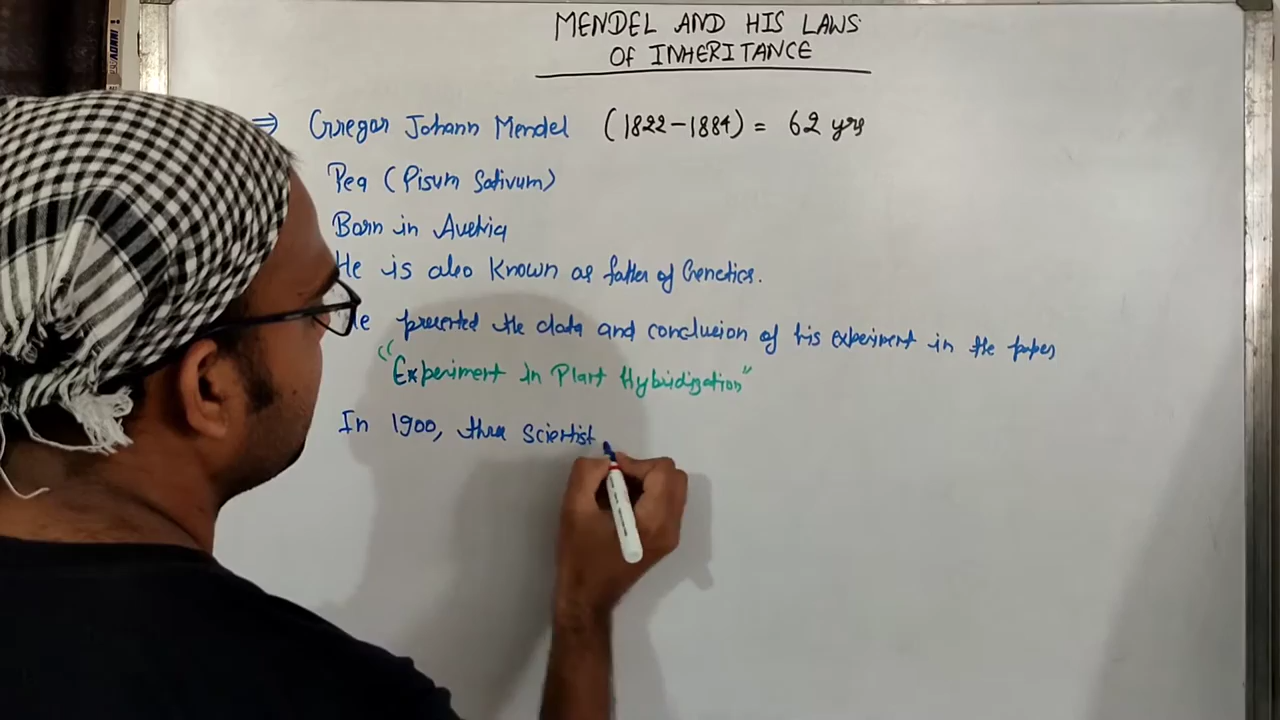 MENDEL AND HIS LAWS
OF INHERITANCE
⇒ Gregor Johann Mendel (1822-1884) = 62 yrs
Pea (Pisum Sativum)
Born in Austria
He is also Known as father of Genetics.
He presented the data and conclusion of his experiment in the paper
"Experiment in Plant Hybridization"
In 1900, three Scientist